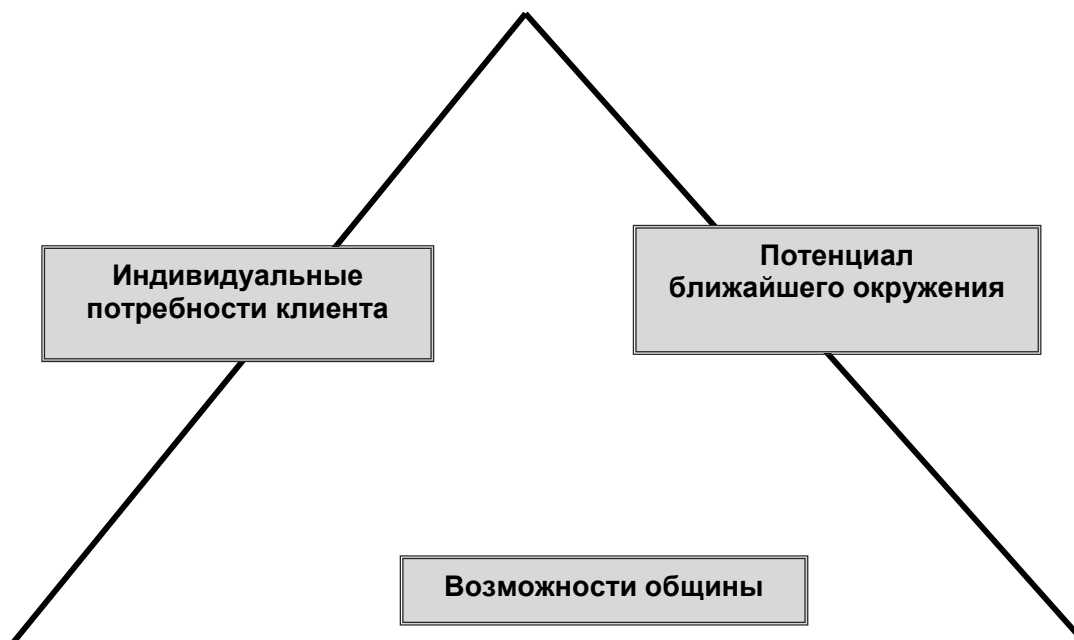 Индивидуальные
потребности клиента
Потенциал
ближайшего окружения
Возможности общины